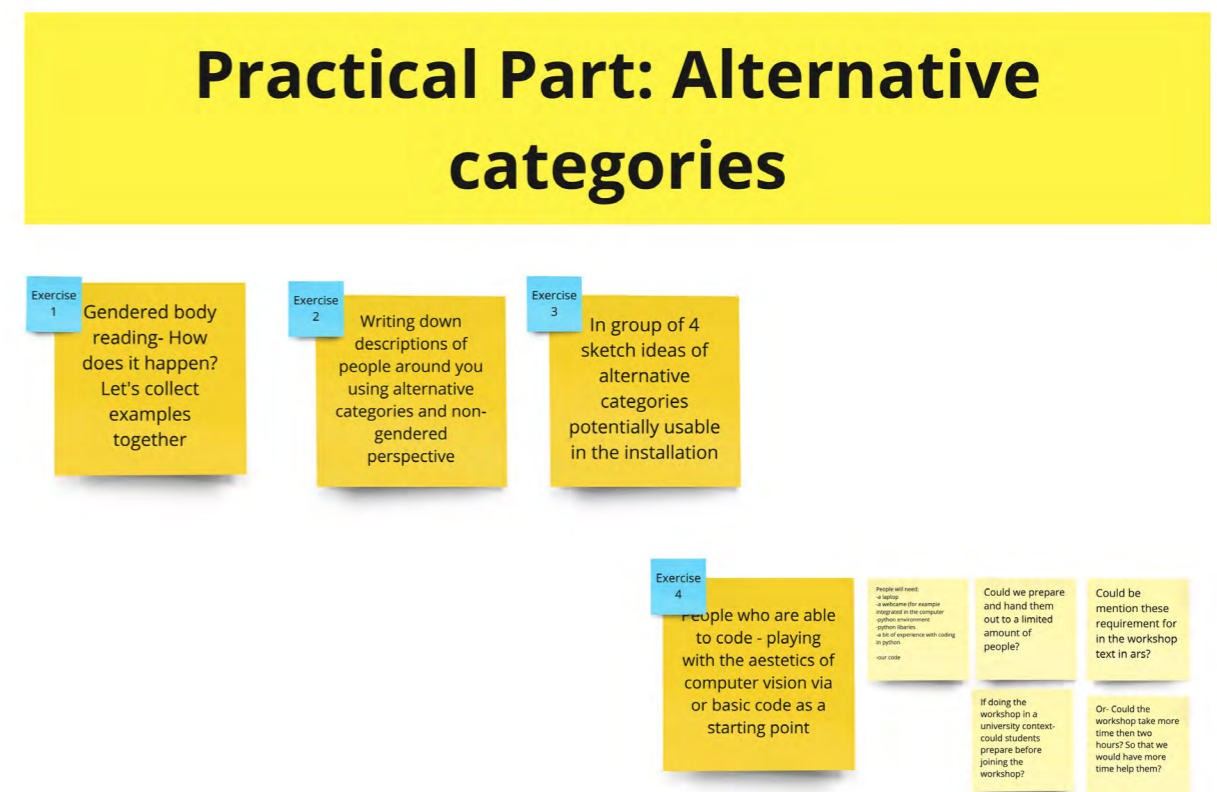 Practical Part: Alternative
categories
Exercise
1
Gendered body
reading- How
does it happen?
Let's collect
examples
together
Exercise
2
Writing down
descriptions of
people around you
using alternative
categories and non-
gendered
perspective
Exercise
3
In group of 4
sketch ideas of
alternative
categories
potentially usable
in the installation
Exercise
4
People who are able
to code - playing
with the aestetics of
computer vision via
or basic code as a
starting point
People will need:
-a laptop
-a webcame (for example
integrated in the computer
-python environment
-python libaries
-a bit of experience with coding
in python
-our code
Could we prepare
and hand them
out to a limited
amount of
people?
Could be
mention these
requirement for
in the workshop
text in ars?
If doing the
workshop in a
university context-
could students
prepare before
joining the
workshop?
Or- Could the
workshop take more
time then two
hours? So that we
would have more
time help them?